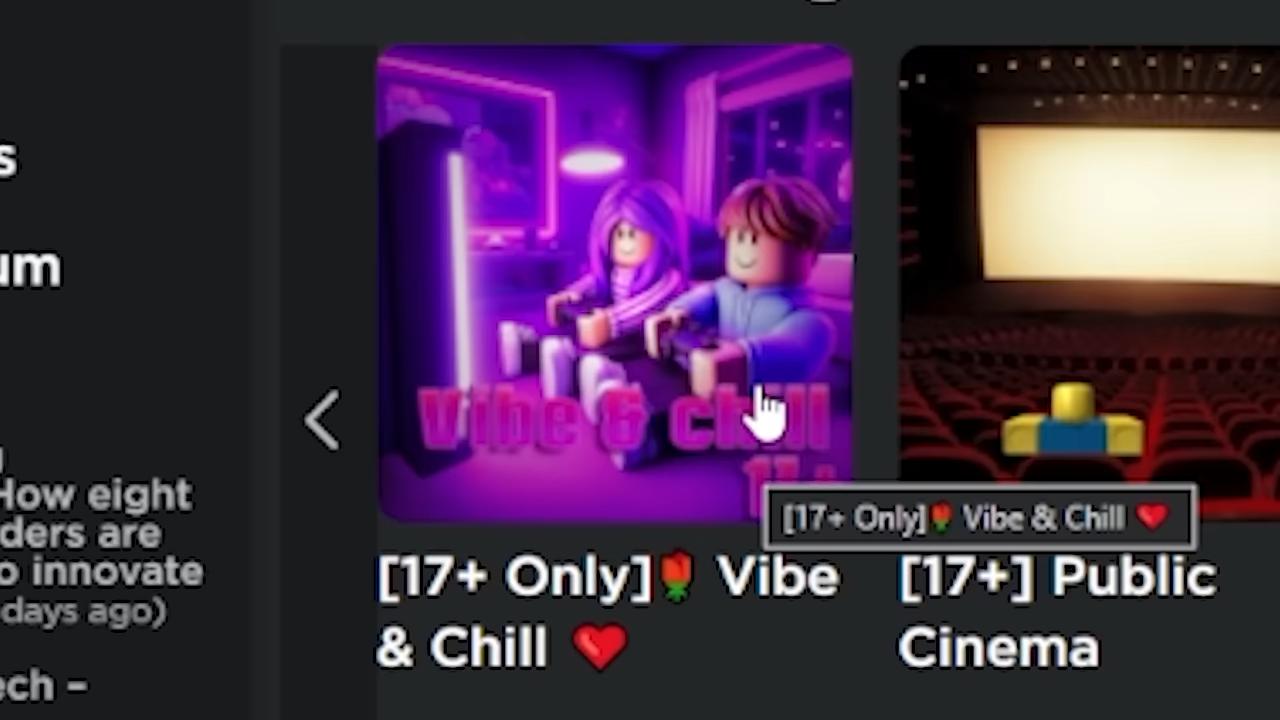 s
um
How eight
ders are
o innovate
days ago)
ech –
Vibe & chill
17+
[17+ Only]🌹 Vibe & Chill ❤️
[17+ Only]🌹 Vibe
& Chill ❤️
[17+] Public
Cinema